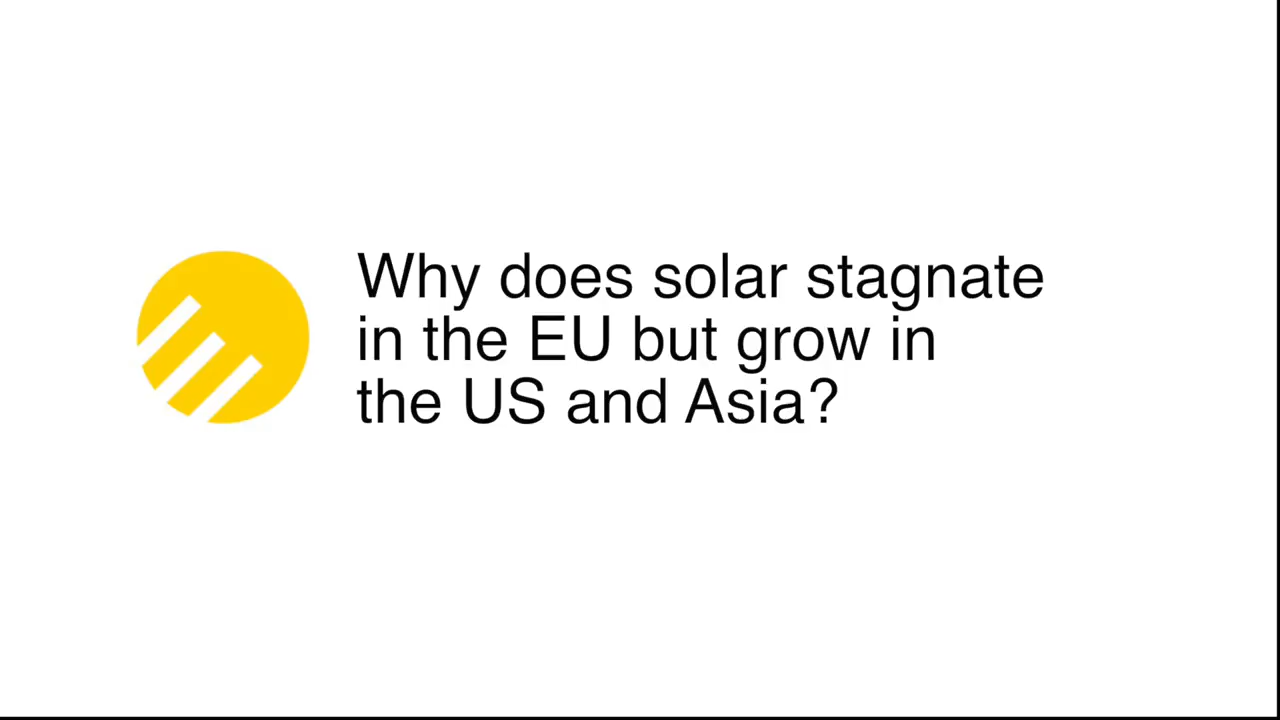 Why does solar stagnate
in the EU but grow in
the US and Asia?